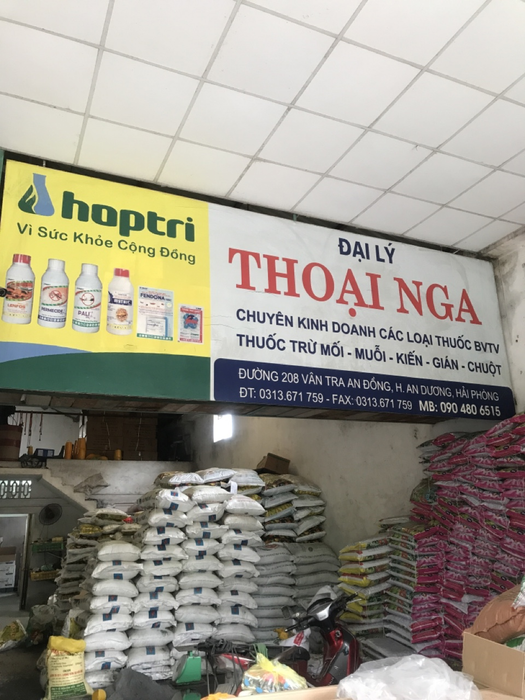 hoptri
Vì Sức Khỏe Cộng Đồng
FENDONA
ĐẠI LÝ
THOẠI NGA
CHUYÊN KINH DOANH CÁC LOẠI THUỐC BVTV
THUỐC TRỪ MỐI - MUỖI - KIẾN - GIÁN - CHUỘT
ĐƯỜNG 208 VÂN TRA AN ĐỒNG, H. AN DƯƠNG, HẢI PHÒNG
ĐT: 0313.671 759 - FAX: 0313.671 759 MB: 090 480 6515